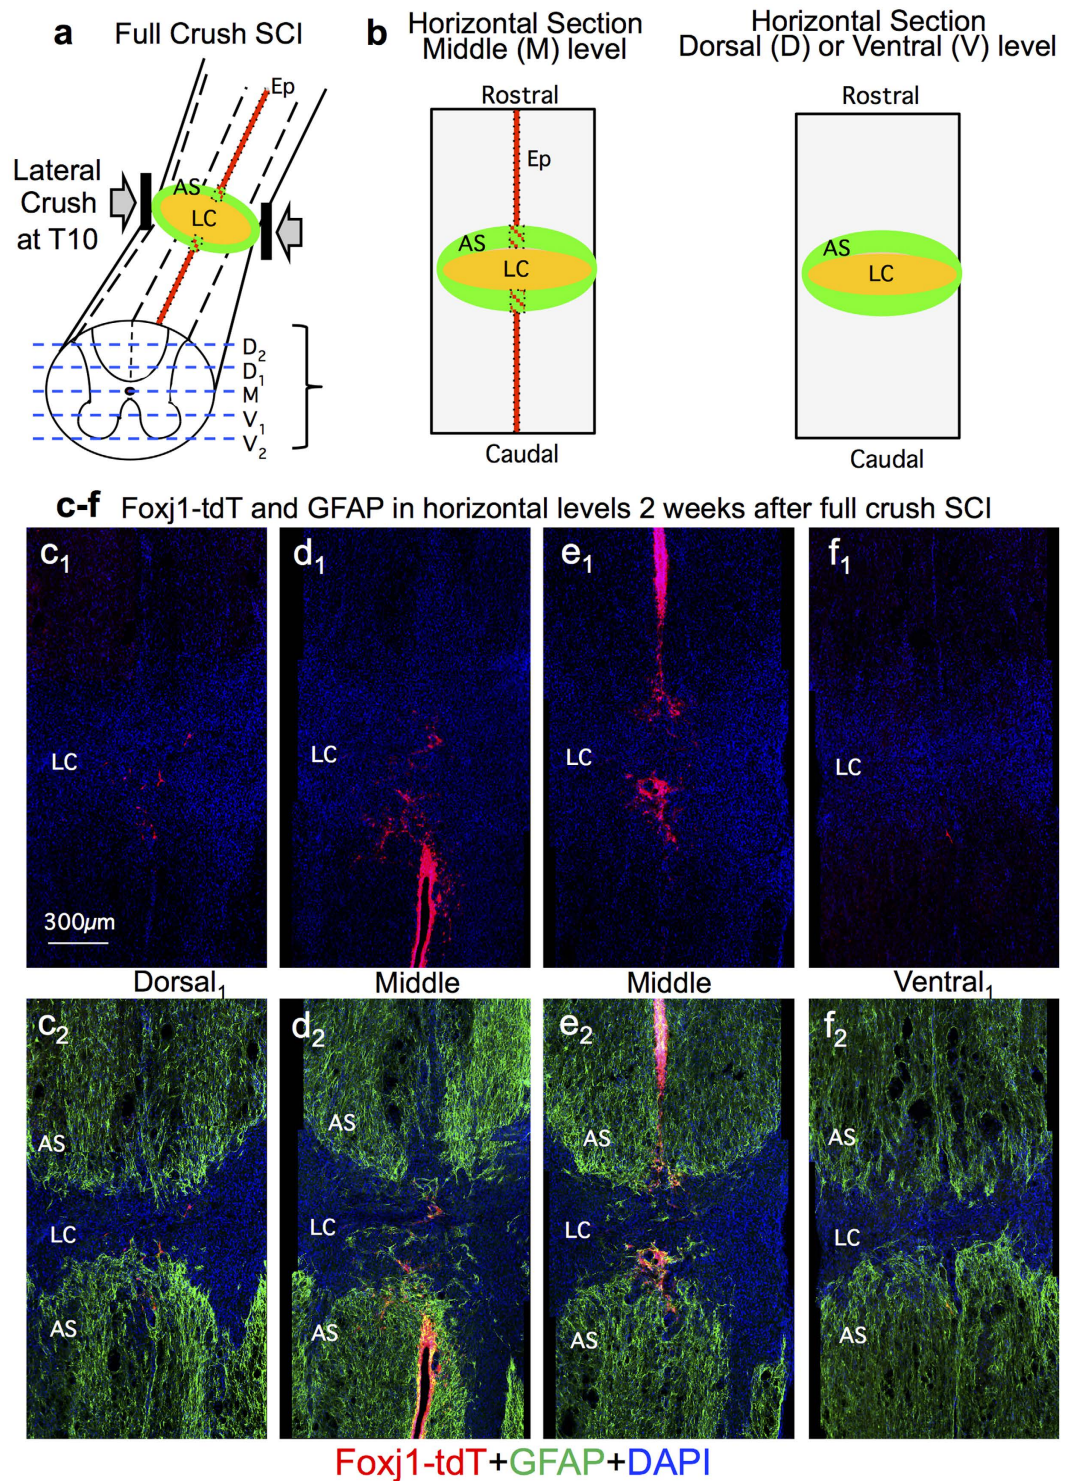 a Full Crush SCI
Ep
Lateral
Crush
at T10
AS
LC
D2
D1
M
V1
V2
b Horizontal Section
Middle (M) level
Rostral
Ep
AS
LC
Caudal
Horizontal Section
Dorsal (D) or Ventral (V) level
Rostral
AS
LC
Caudal
c-f Foxj1-tdT and GFAP in horizontal levels 2 weeks after full crush SCI
c1
LC
300µm
d1
LC
e1
LC
f1
LC
Dorsal1
Middle
Middle
Ventral1
c2
AS
LC
AS
d2
AS
LC
AS
e2
AS
LC
AS
f2
AS
LC
AS
Foxj1-tdT+GFAP+DAPI